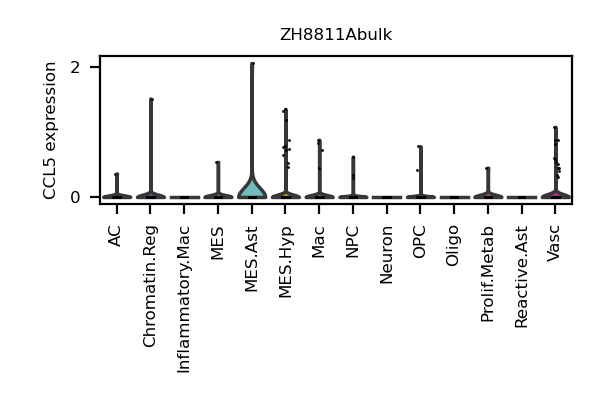 ZH8811Abulk
CCL5 expression
2
0
AC
Chromatin.Reg
Inflammatory.Mac
MES
MES.Ast
MES.Hyp
Mac
NPC
Neuron
OPC
Oligo
Prolif.Metab
Reactive.Ast
Vasc